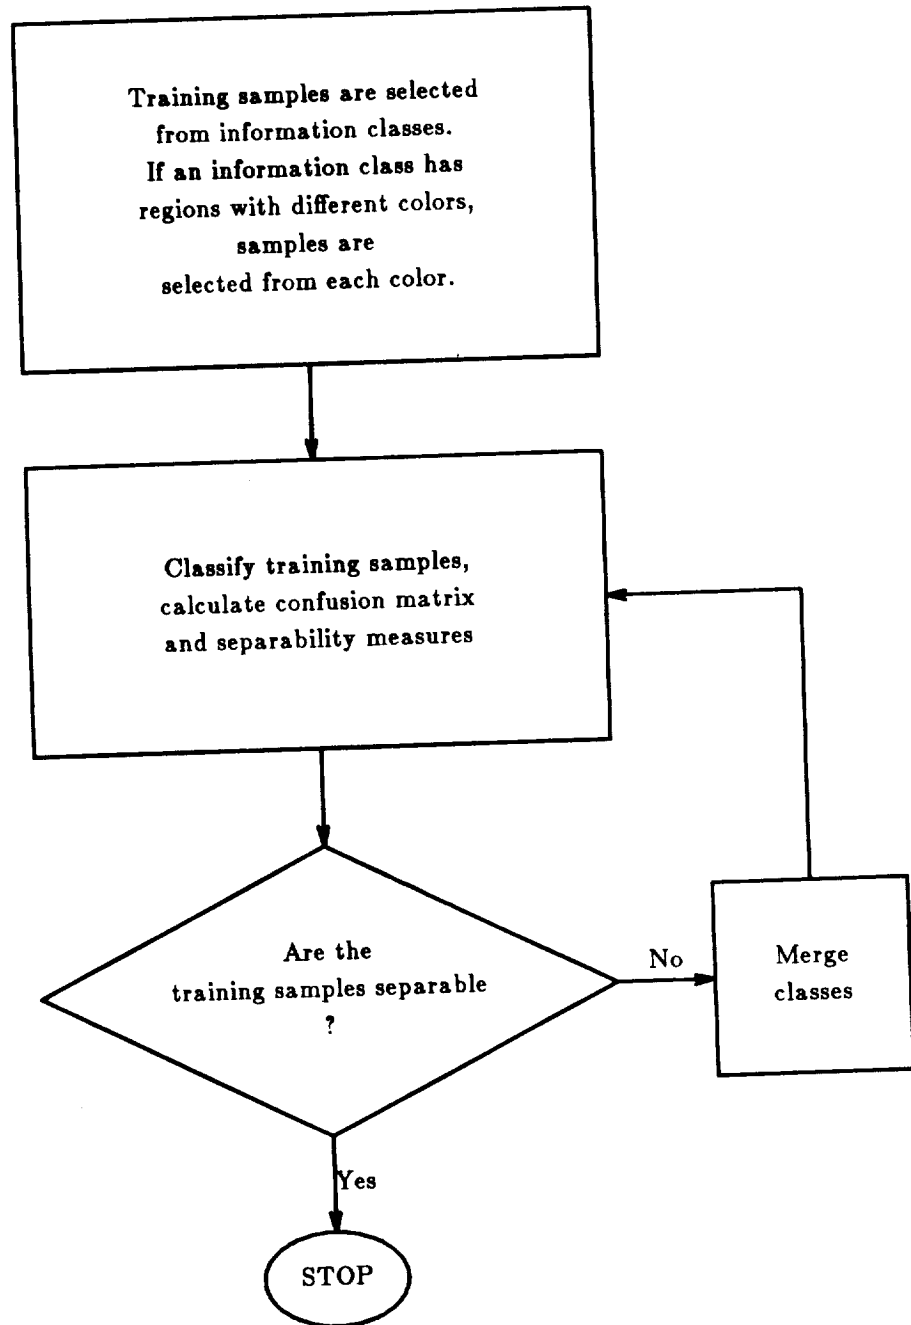 Training samples are selected
from information classes.
If an information class has
regions with different colors,
samples are
selected from each color.
Classify training samples,
calculate confusion matrix
and separability measures
Are the
training samples separable
?
No
Merge
classes
Yes
STOP